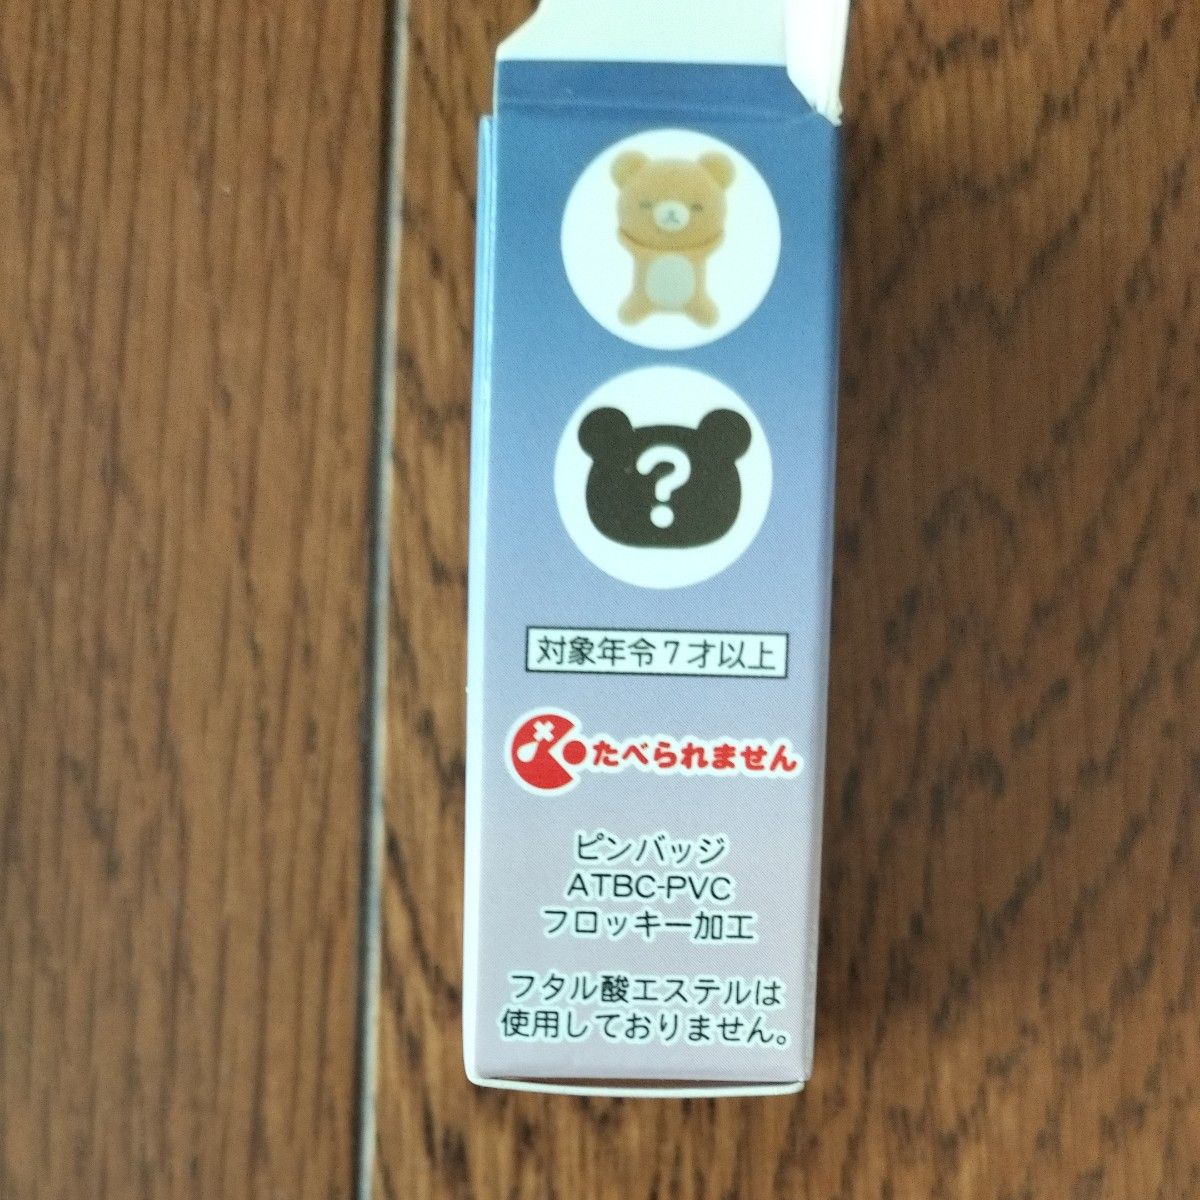 ?
対象年令7才以上
たべられません
ピンバッジ
ATBC-PVC
フロッキー加工
フタル酸エステルは
使用しておりません。